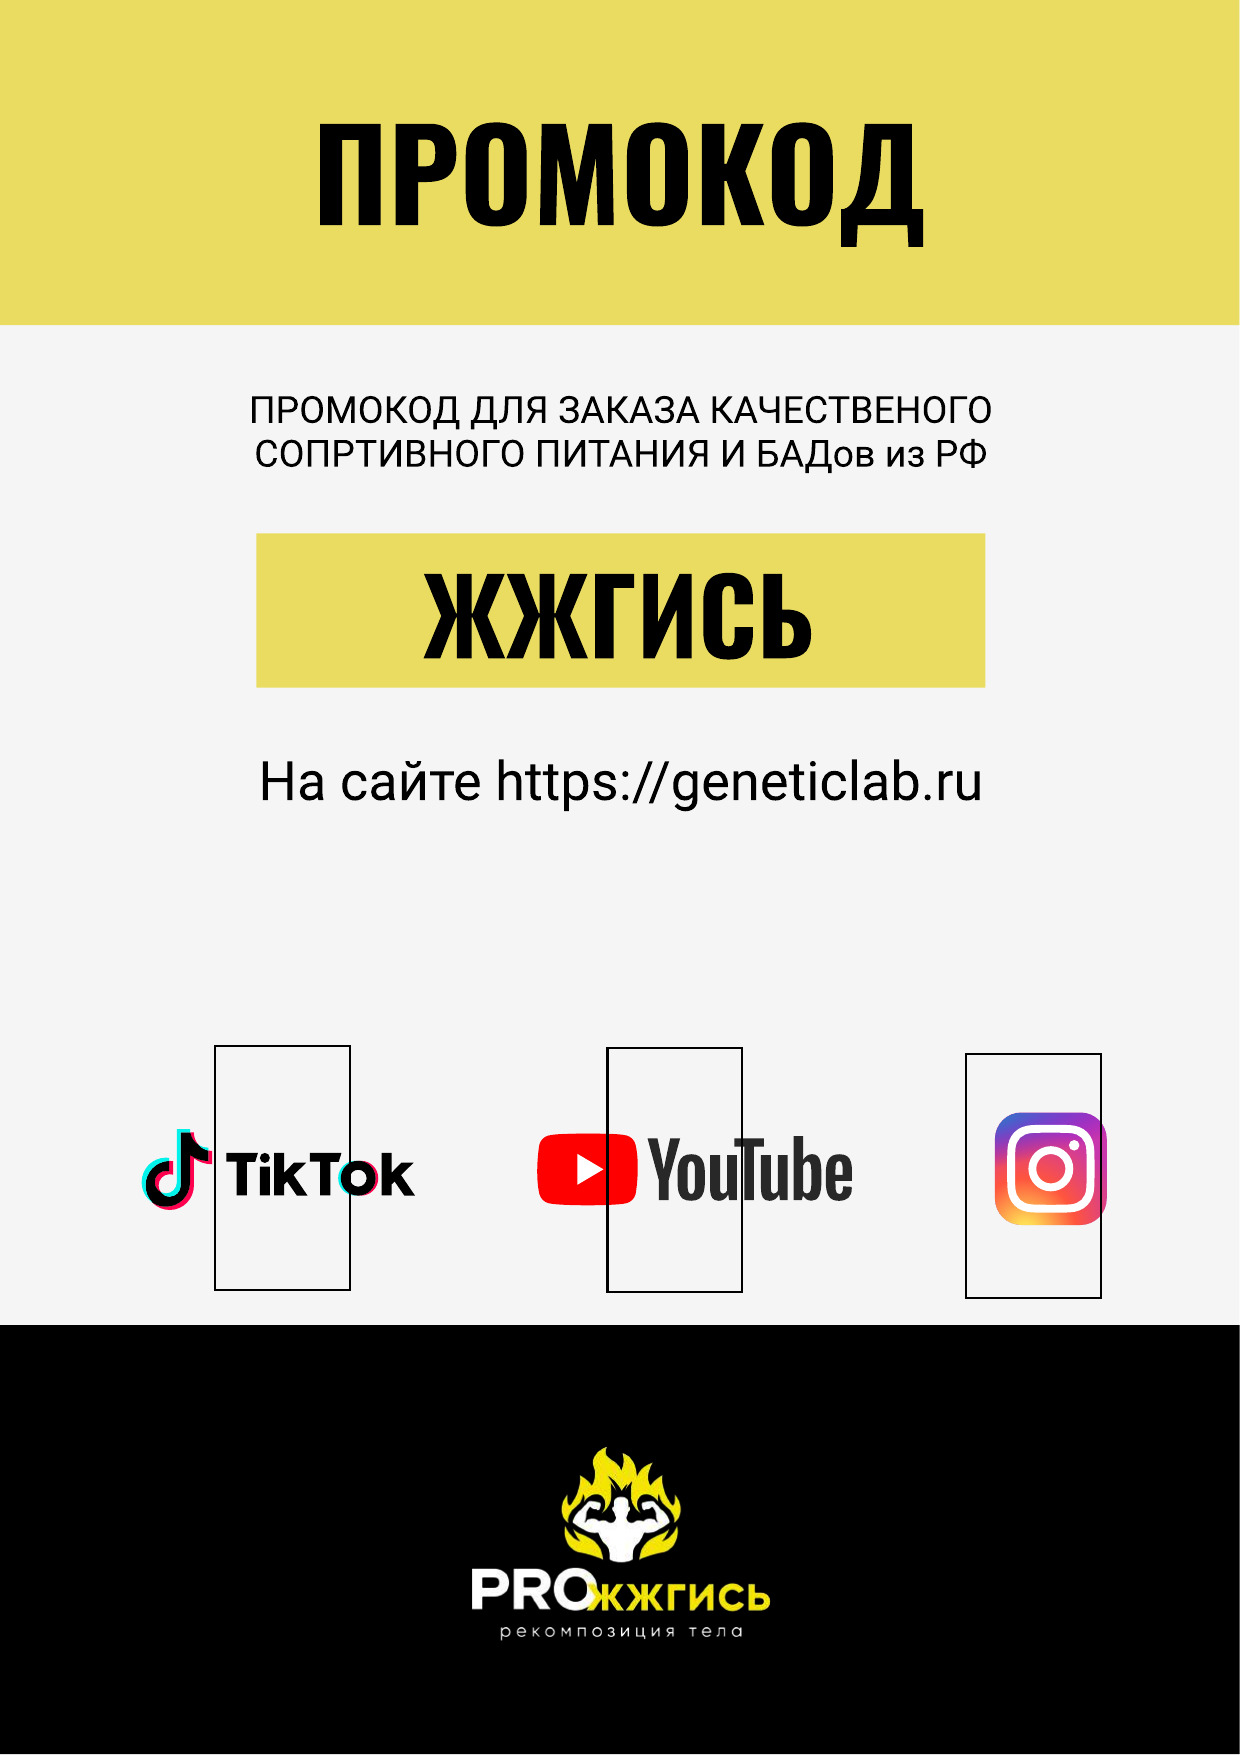 ПРОМОКОД
ПРОМОКОД ДЛЯ ЗАКАЗА КАЧЕСТВЕНОГО
СОПРТИВНОГО ПИТАНИЯ И БАДов из РФ
ЖЖГИСЬ
На сайте https://geneticlab.ru
TikTok
YouTube
PROЖЖГИСЬ
рекомпозиция тела